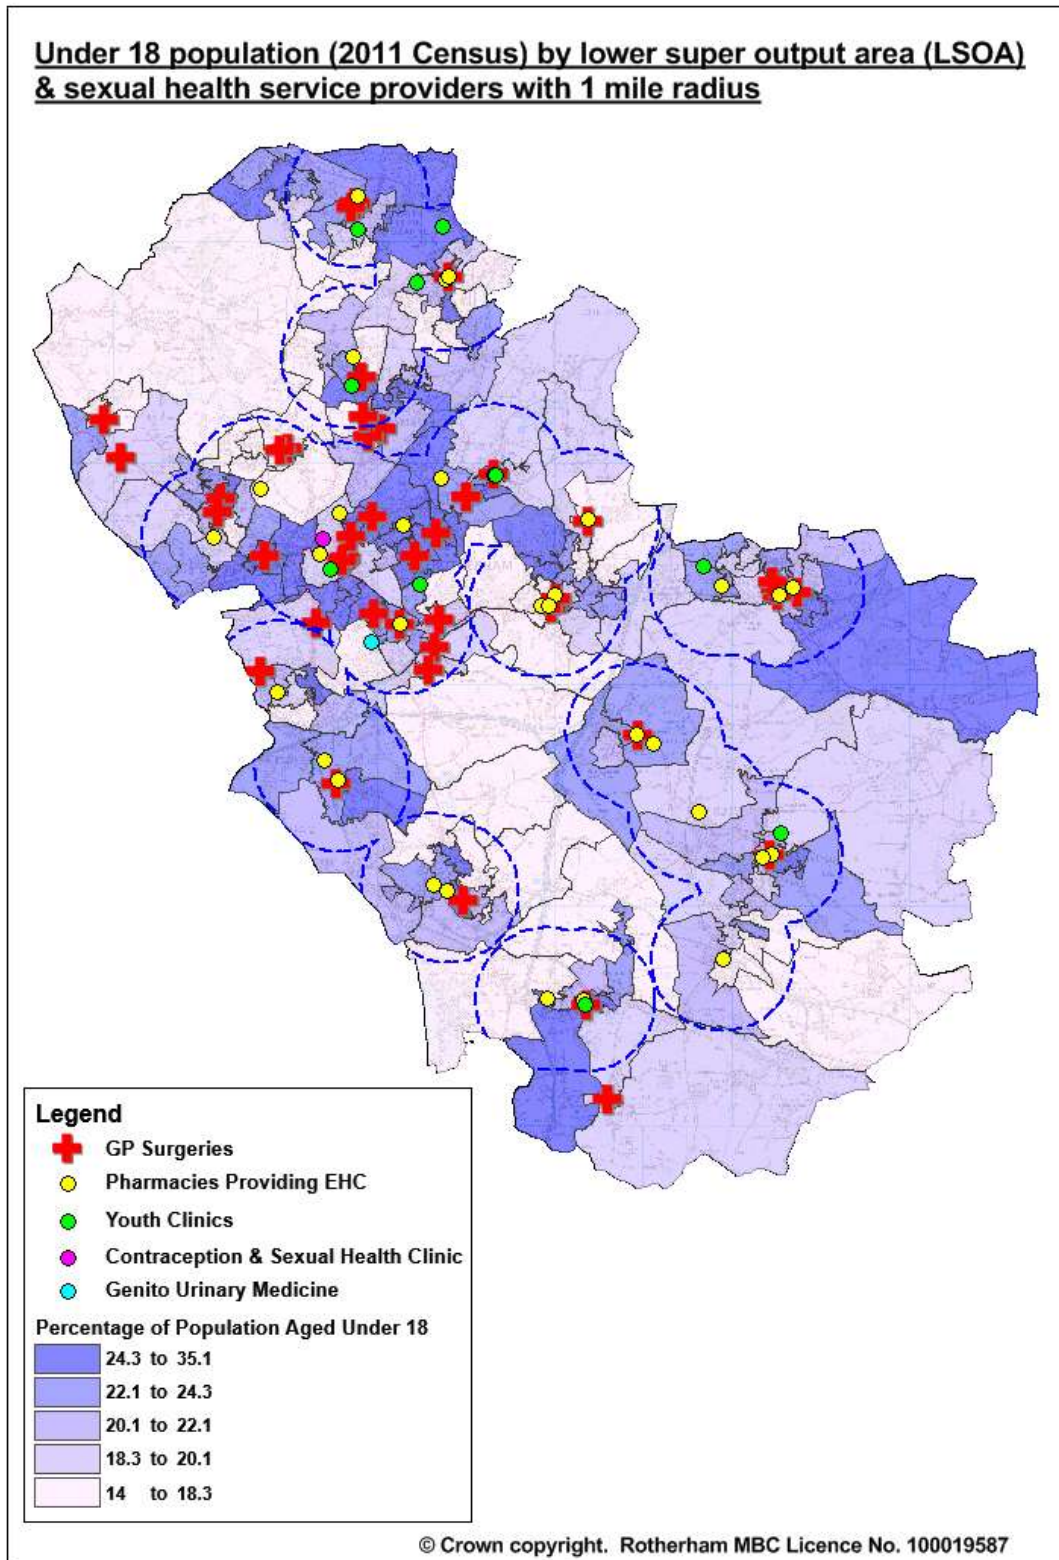 Under 18 population (2011 Census) by lower super output area (LSOA)
& sexual health service providers with 1 mile radius
Legend
GP Surgeries
Pharmacies Providing EHC
Youth Clinics
Contraception & Sexual Health Clinic
Genito Urinary Medicine
Percentage of Population Aged Under 18
24.3 to 35.1
22.1 to 24.3
20.1 to 22.1
18.3 to 20.1
14 to 18.3
© Crown copyright. Rotherham MBC Licence No. 100019587